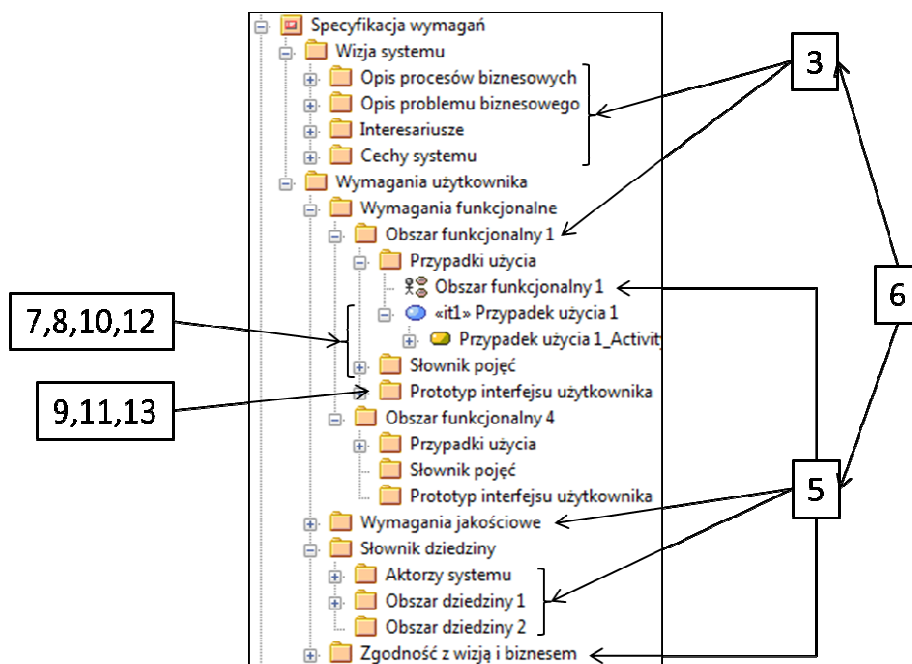 Specyfikacja wymagań
Wizja systemu
Opis procesów biznesowych
Opis problemu biznesowego
Interesariusze
Cechy systemu
Wymagania użytkownika
Wymagania funkcjonalne
Obszar funkcjonalny 1
Przypadki użycia
Obszar funkcjonalny 1
«it1» Przypadek użycia 1
Przypadek użycia 1_Activit
Słownik pojęć
Prototyp interfejsu użytkownika
Obszar funkcjonalny 4
Przypadki użycia
Słownik pojęć
Prototyp interfejsu użytkownika
Wymagania jakościowe
Słownik dziedziny
Aktorzy systemu
Obszar dziedziny 1
Obszar dziedziny 2
Zgodność z wizją i biznesem
7,8,10,12
9,11,13
3
6
5